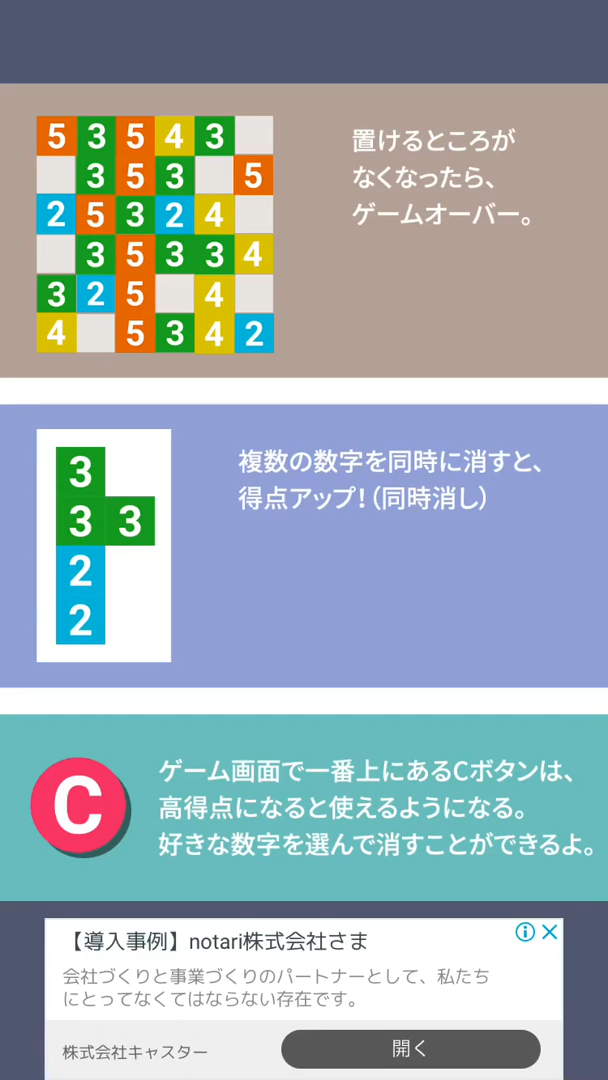 5 3 5 4 3
3 5 3 5
2 5 3 2 4
3 5 3 3 4
3 2 5 4
4 5 3 4 2
置けるところが
なくなったら、
ゲームオーバー。
3
3 3
2
2
複数の数字を同時に消すと、
得点アップ!(同時消し)
C
ゲーム画面で一番上にあるCボタンは、
高得点になると使えるようになる。
好きな数字を選んで消すことができるよ。
【導入事例】notari株式会社さま
会社づくりと事業づくりのパートナーとして、私たち
にとってなくてはならない存在です。
株式会社キャスター
開く